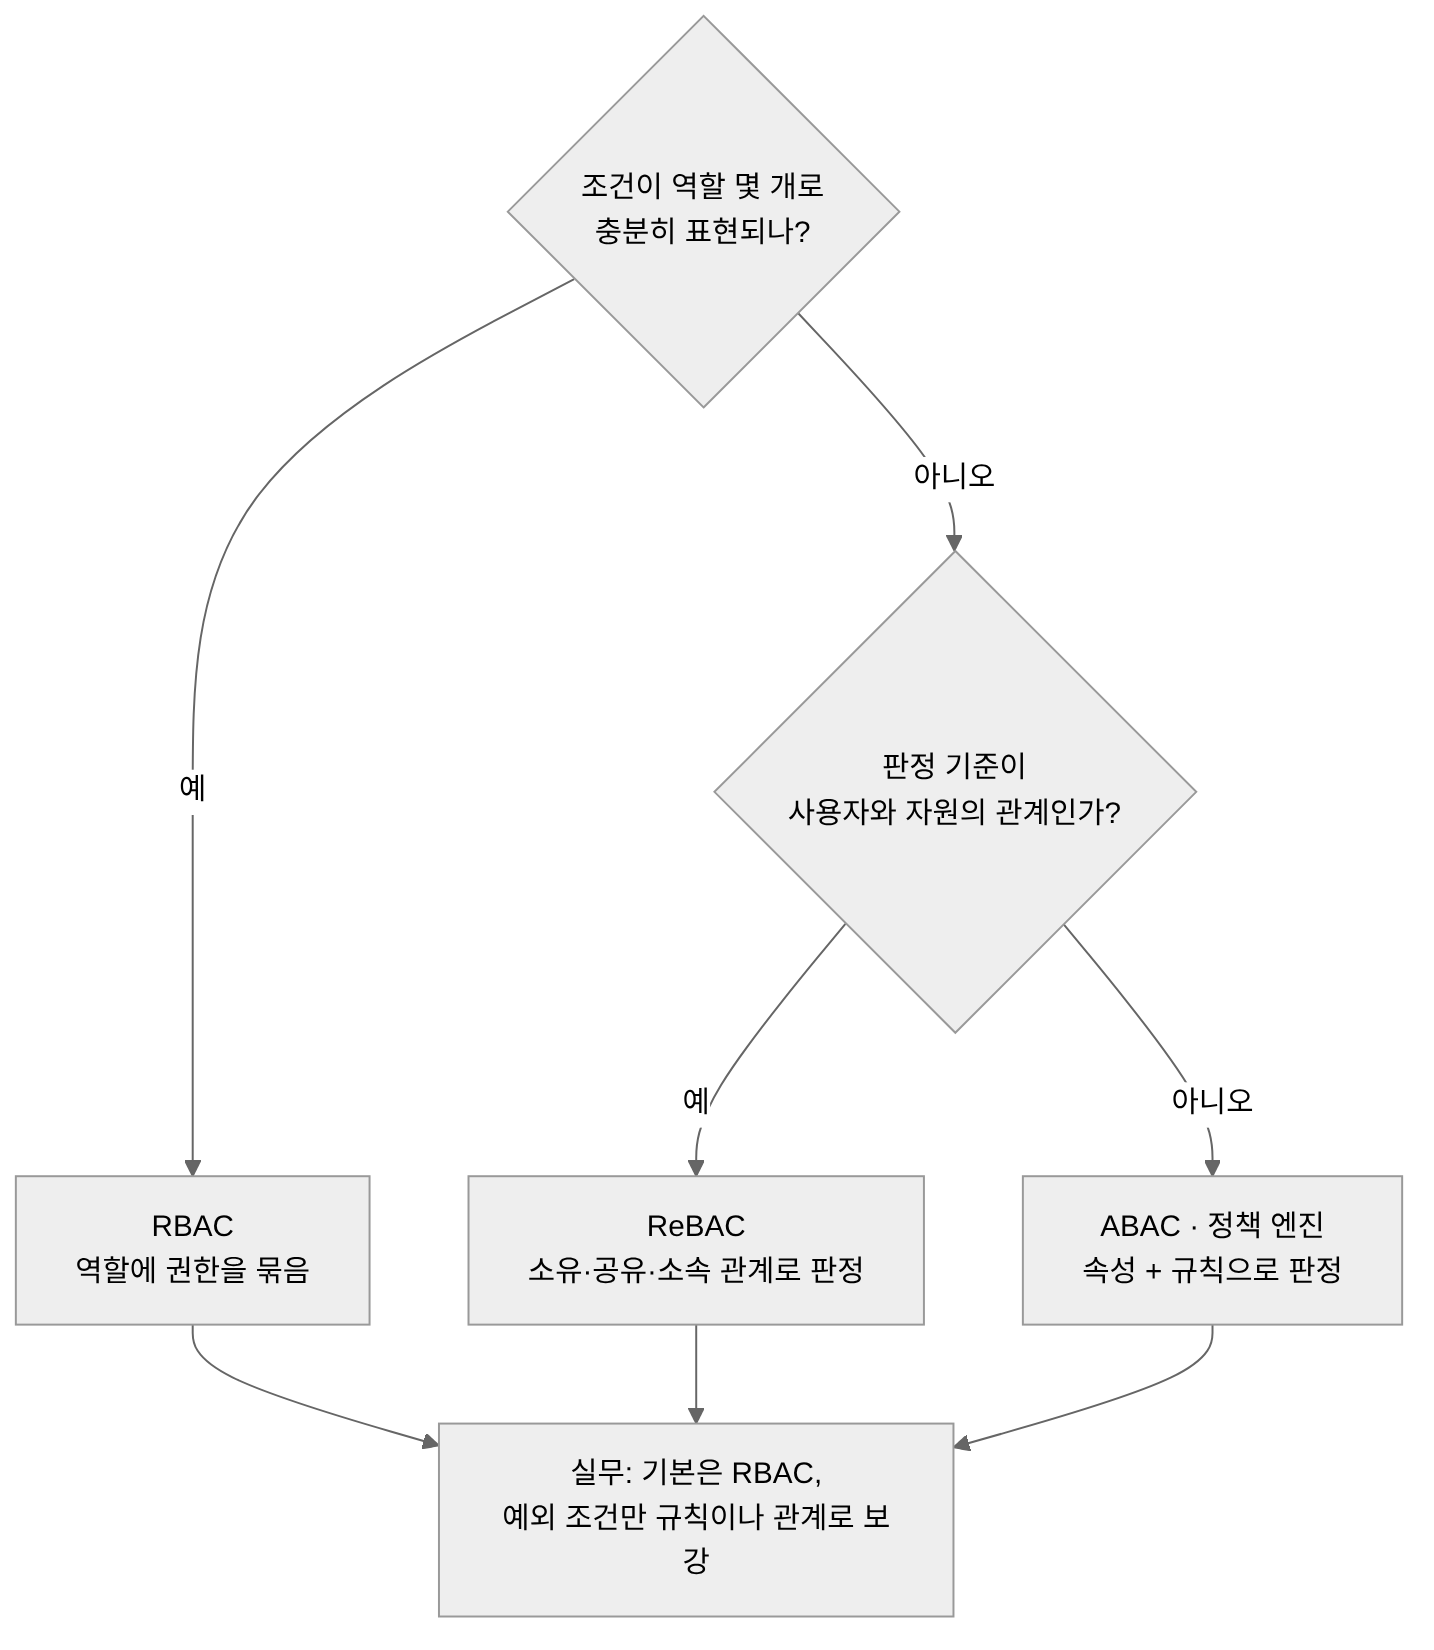 조건이 역할 몇 개로
충분히 표현되나?
아니오
판정 기준이
사용자와 자원의 관계인가?
예
예
아니오
RBAC
역할에 권한을 묶음
ReBAC
소유·공유·소속 관계로 판정
ABAC · 정책 엔진
속성 + 규칙으로 판정
실무: 기본은 RBAC,
예외 조건만 규칙이나 관계로 보
강